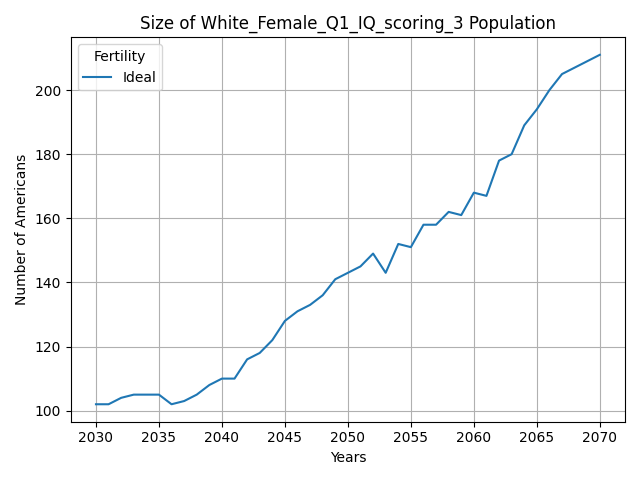 Size of White_Female_Q1_IQ_scoring_3 Population
Fertility
Ideal
Number of Americans
200
180
160
140
120
100
2030 2035 2040 2045 2050 2055 2060 2065 2070
Years